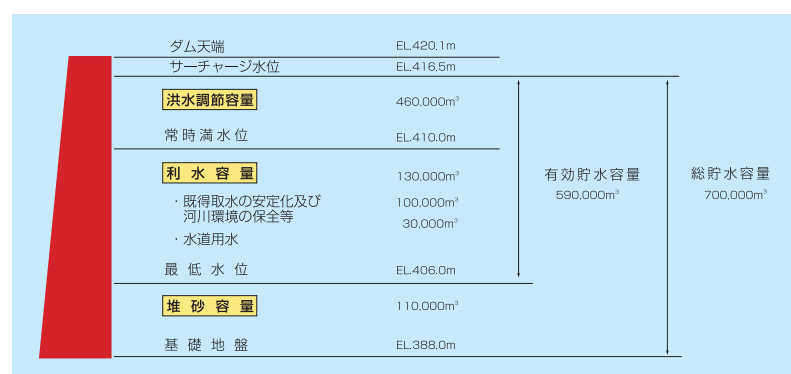 ダム天端 EL.420.1m
サーチャージ水位 EL.416.5m
洪水調節容量 460,000m³
常時満水位 EL.410.0m
利水容量 130,000m³
有効貯水容量
590,000m³
総貯水容量
700,000m³
・既得取水の安定化及び 100,000m³
河川環境の保全等 30,000m³
・水道用水
最低水位 EL.406.0m
堆砂容量 110,000m³
基礎地盤 EL.388.0m